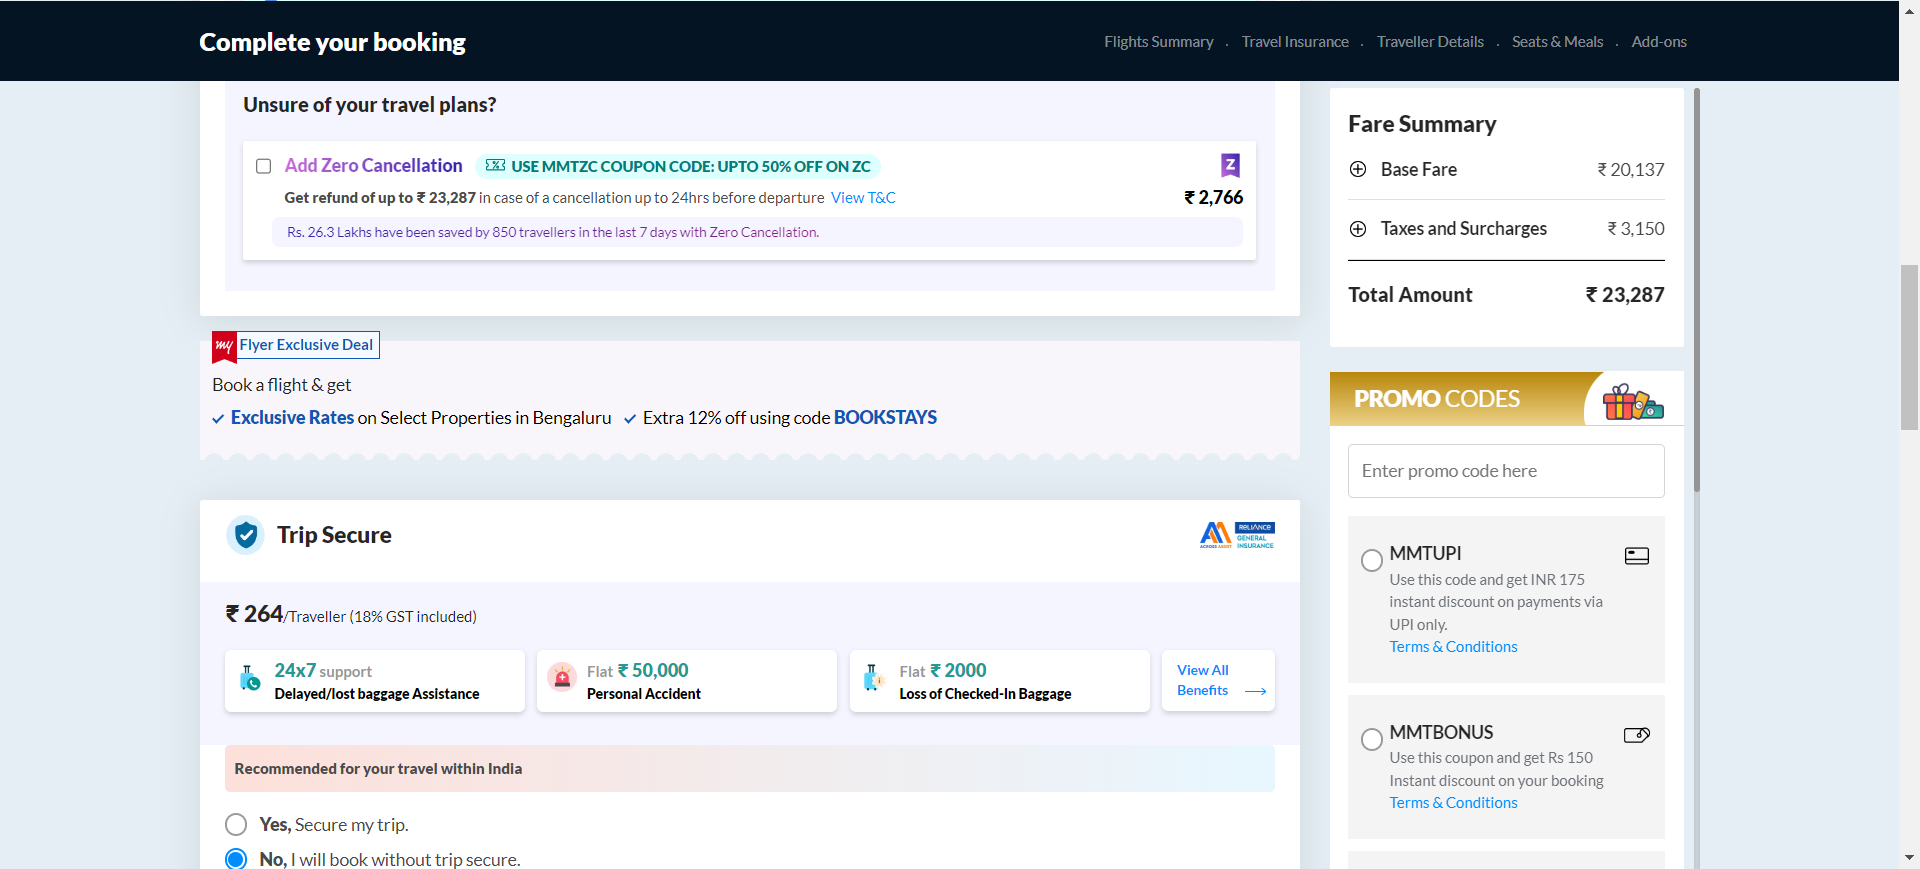 Complete your booking
Flights Summary . Travel Insurance . Traveller Details . Seats & Meals . Add-ons
Unsure of your travel plans?
Add Zero Cancellation
USE MMTZC COUPON CODE: UPTO 50% OFF ON ZC
Z
Get refund of up to ₹ 23,287 in case of a cancellation up to 24hrs before departure View T&C
₹ 2,766
Rs. 26.3 Lakhs have been saved by 850 travellers in the last 7 days with Zero Cancellation.
my Flyer Exclusive Deal
Book a flight & get
Exclusive Rates on Select Properties in Bengaluru
Extra 12% off using code BOOKSTAYS
Trip Secure
ACROSS ASSIST
RELIANCE
GENERAL
INSURANCE
₹ 264/Traveller (18% GST included)
24x7 support
Delayed/lost baggage Assistance
Flat ₹ 50,000
Personal Accident
Flat ₹ 2000
Loss of Checked-In Baggage
View All
Benefits
Recommended for your travel within India
Yes, Secure my trip.
No, I will book without trip secure.
Fare Summary
Base Fare ₹ 20,137
Taxes and Surcharges ₹ 3,150
Total Amount ₹ 23,287
PROMO CODES
Enter promo code here
MMTUPI
Use this code and get INR 175
instant discount on payments via
UPI only.
Terms & Conditions
MMTBONUS
Use this coupon and get Rs 150
Instant discount on your booking
Terms & Conditions